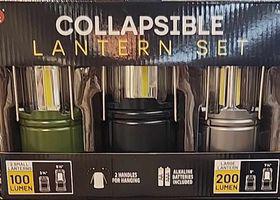 COLLAPSIBLE
LANTERN SET
2 SMALL LANTERNS
100
LUMEN
2 HANDLES
FOR HANGING
ALKALINE
BATTERIES
INCLUDED
LARGE LANTERN
200
LUMEN